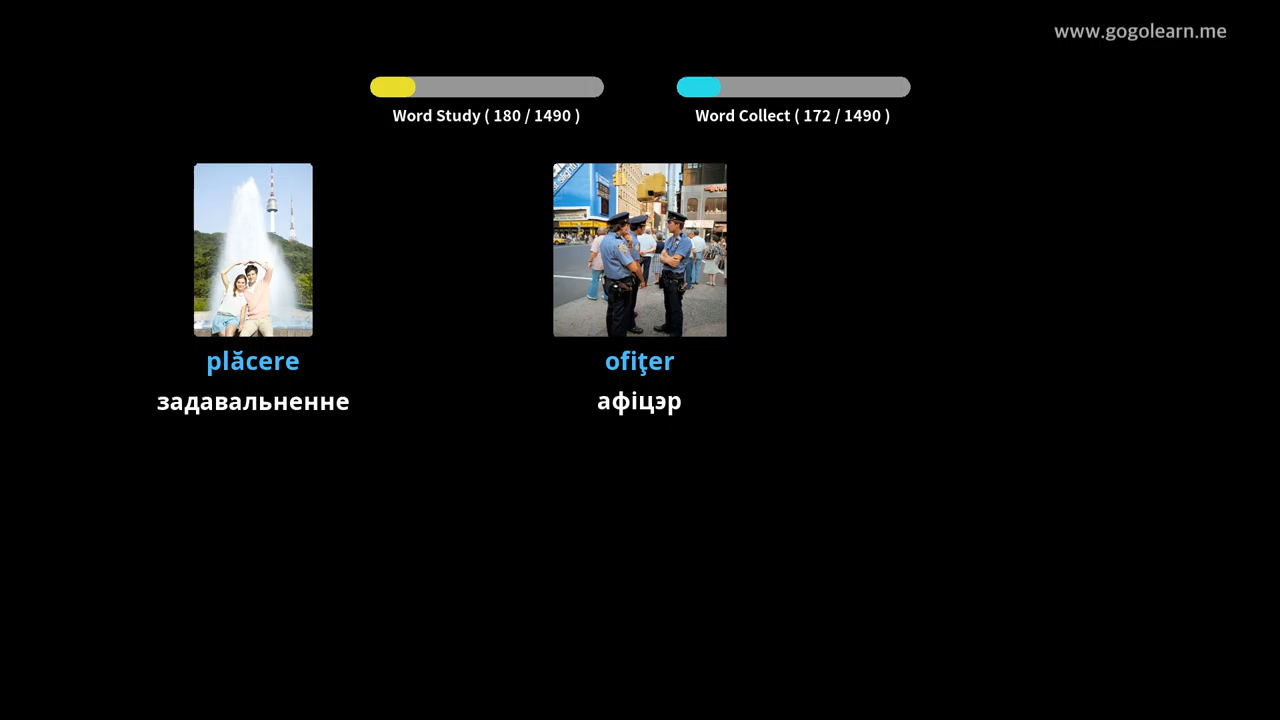 www.gogolearn.me
Word Study ( 180 / 1490 )
Word Collect ( 172 / 1490 )
plăcere
ofiţer
задавальненне
афіцэр